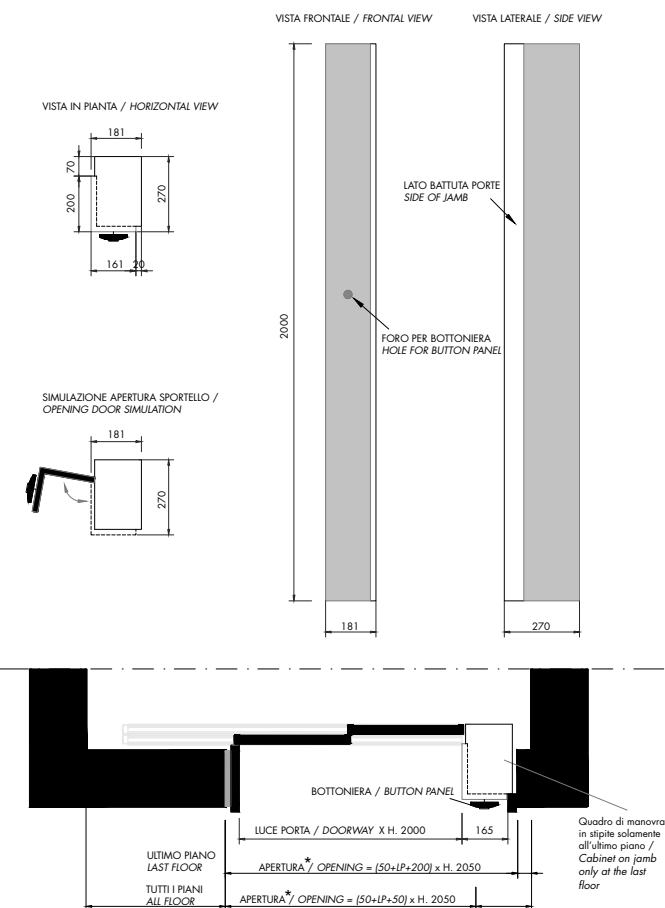 VISTA FRONTALE / FRONTAL VIEW
VISTA LATERALE / SIDE VIEW
VISTA IN PIANTA / HORIZONTAL VIEW
181
70
200
270
161
20
LATO BATTUTA PORTE
SIDE OF JAMB
2000
FORO PER BOTTONIERA
HOLE FOR BUTTON PANEL
SIMULAZIONE APERTURA SPORTELLO /
OPENING DOOR SIMULATION
181
270
181
270
BOTTONIERA / BUTTON PANEL
LUCE PORTA / DOORWAY X H. 2000
165
Quadro di manovra
in stipite solamente
all'ultimo piano /
Cabinet on jamb
only at the last
floor
ULTIMO PIANO
LAST FLOOR
APERTURA* / OPENING = (50+LP+200) x H. 2050
TUTTI I PIANI
ALL FLOOR
APERTURA* / OPENING = (50+LP+50) x H. 2050